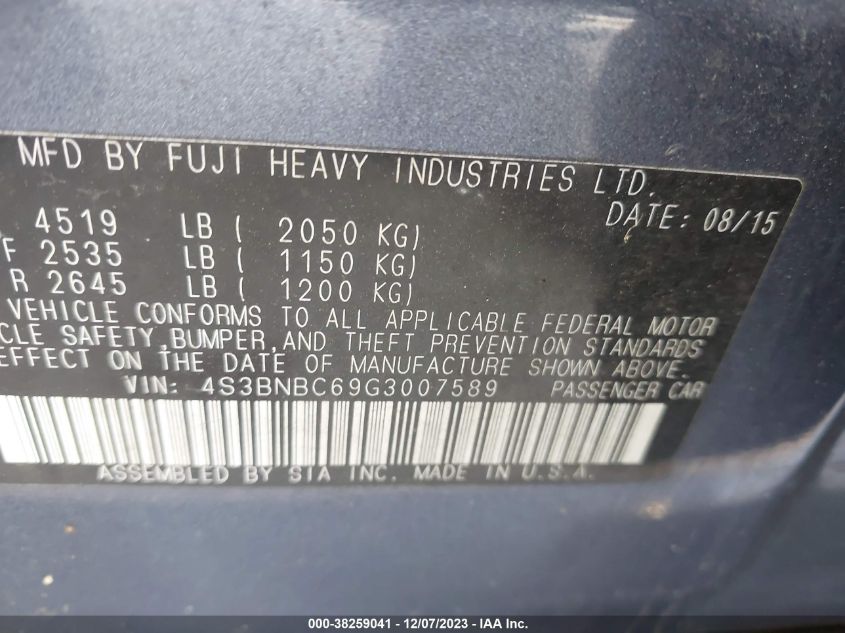 MFD BY FUJI HEAVY INDUSTRIES LTD.
DATE: 08/15
4519 LB ( 2050 KG)
F 2535 LB ( 1150 KG)
R 2645 LB ( 1200 KG)
VEHICLE CONFORMS TO ALL APPLICABLE FEDERAL MOTOR
CLE SAFETY,BUMPER,AND THEFT PREVENTION STANDARDS
EFFECT ON THE DATE OF MANUFACTURE SHOWN ABOVE.
VIN: 4S3BNBC69G3007589 PASSENGER CAR
ASSEMBLED BY SIA INC. MADE IN U.S.A.
000-38259041 - 12/07/2023 - IAA Inc.